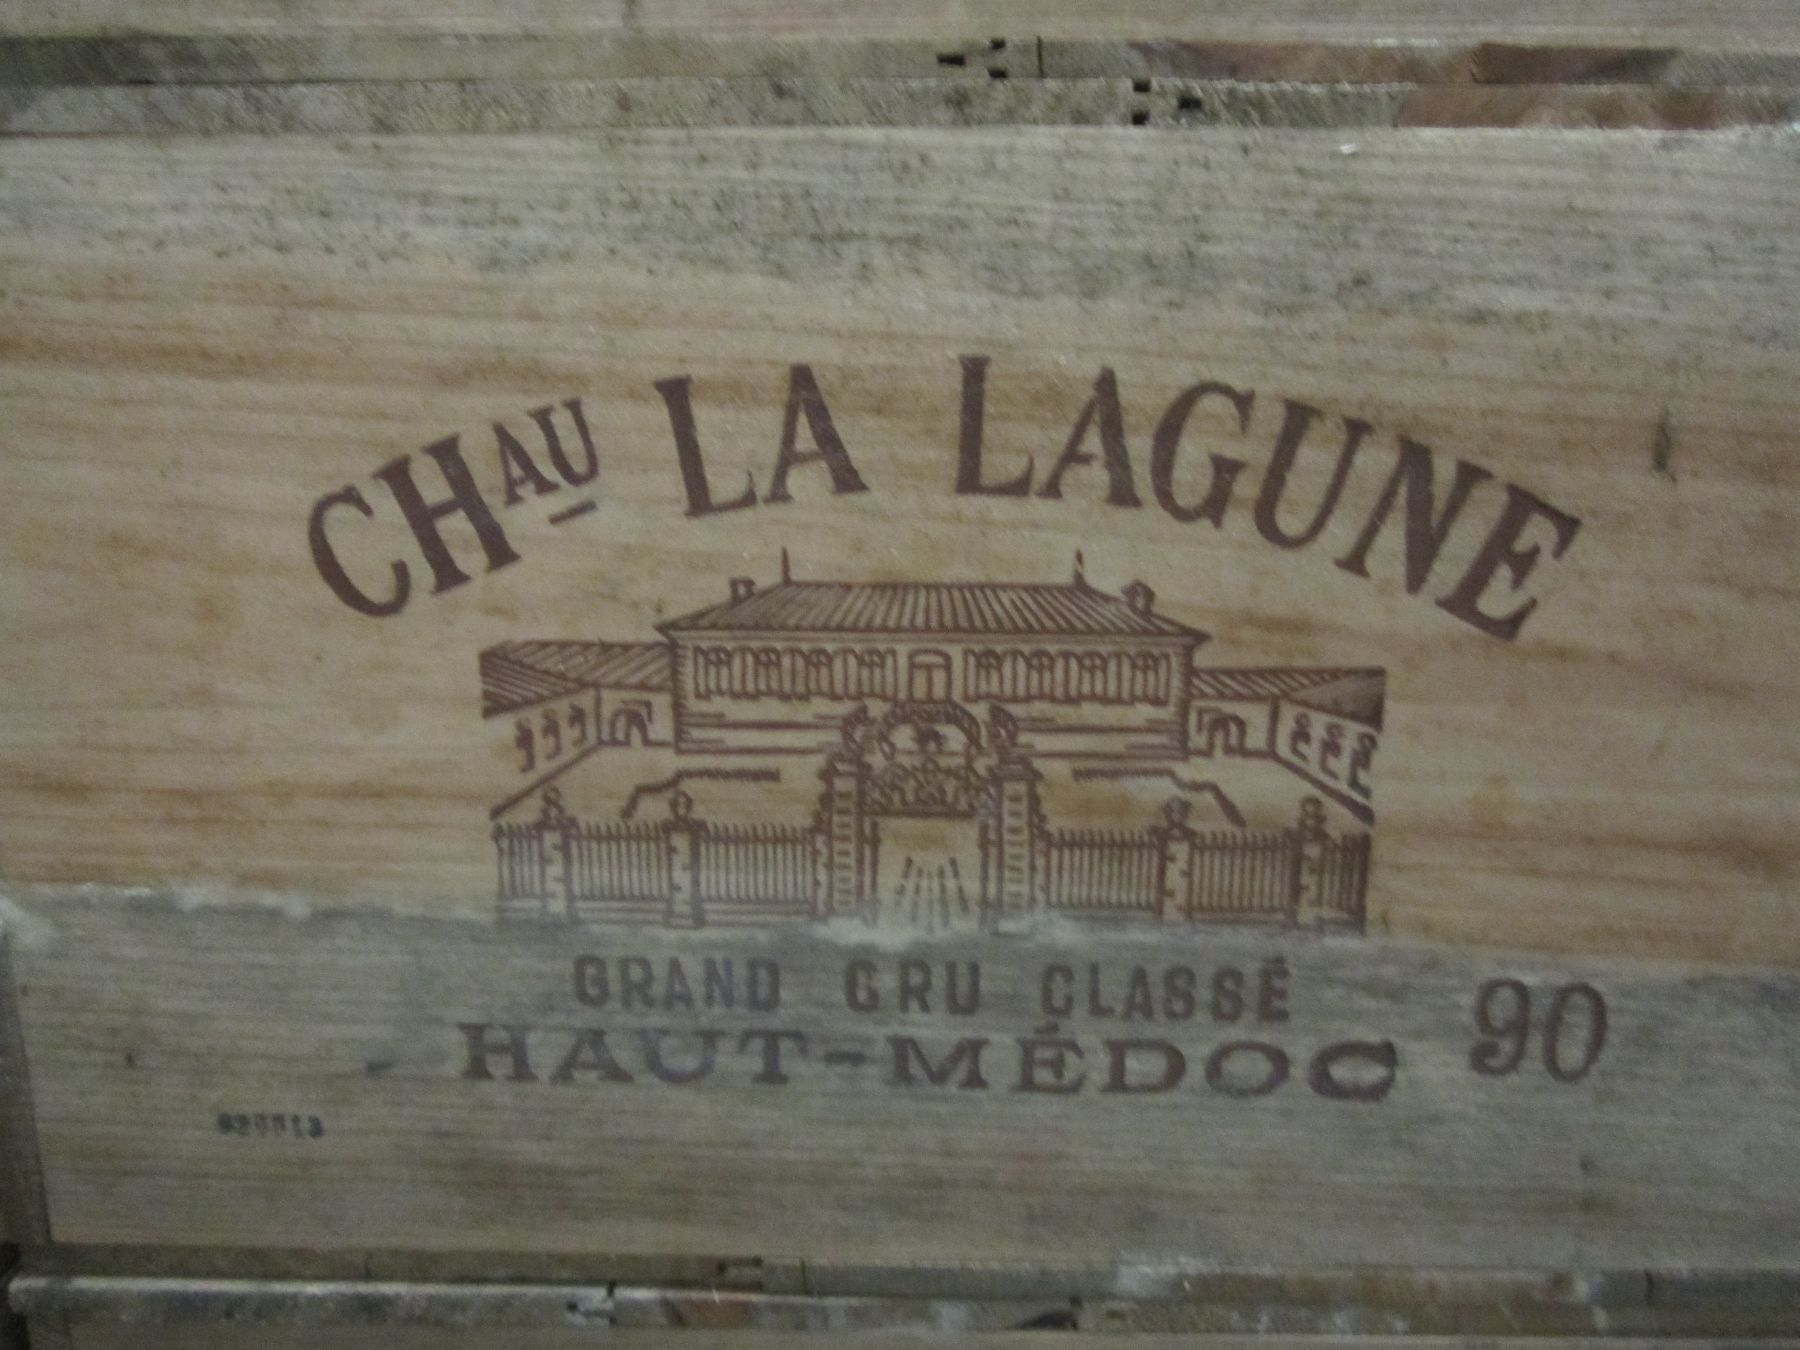 CHAU LA LAGUNE
GRAND CRU CLASSÉ
HAUT-MÉDOC 90